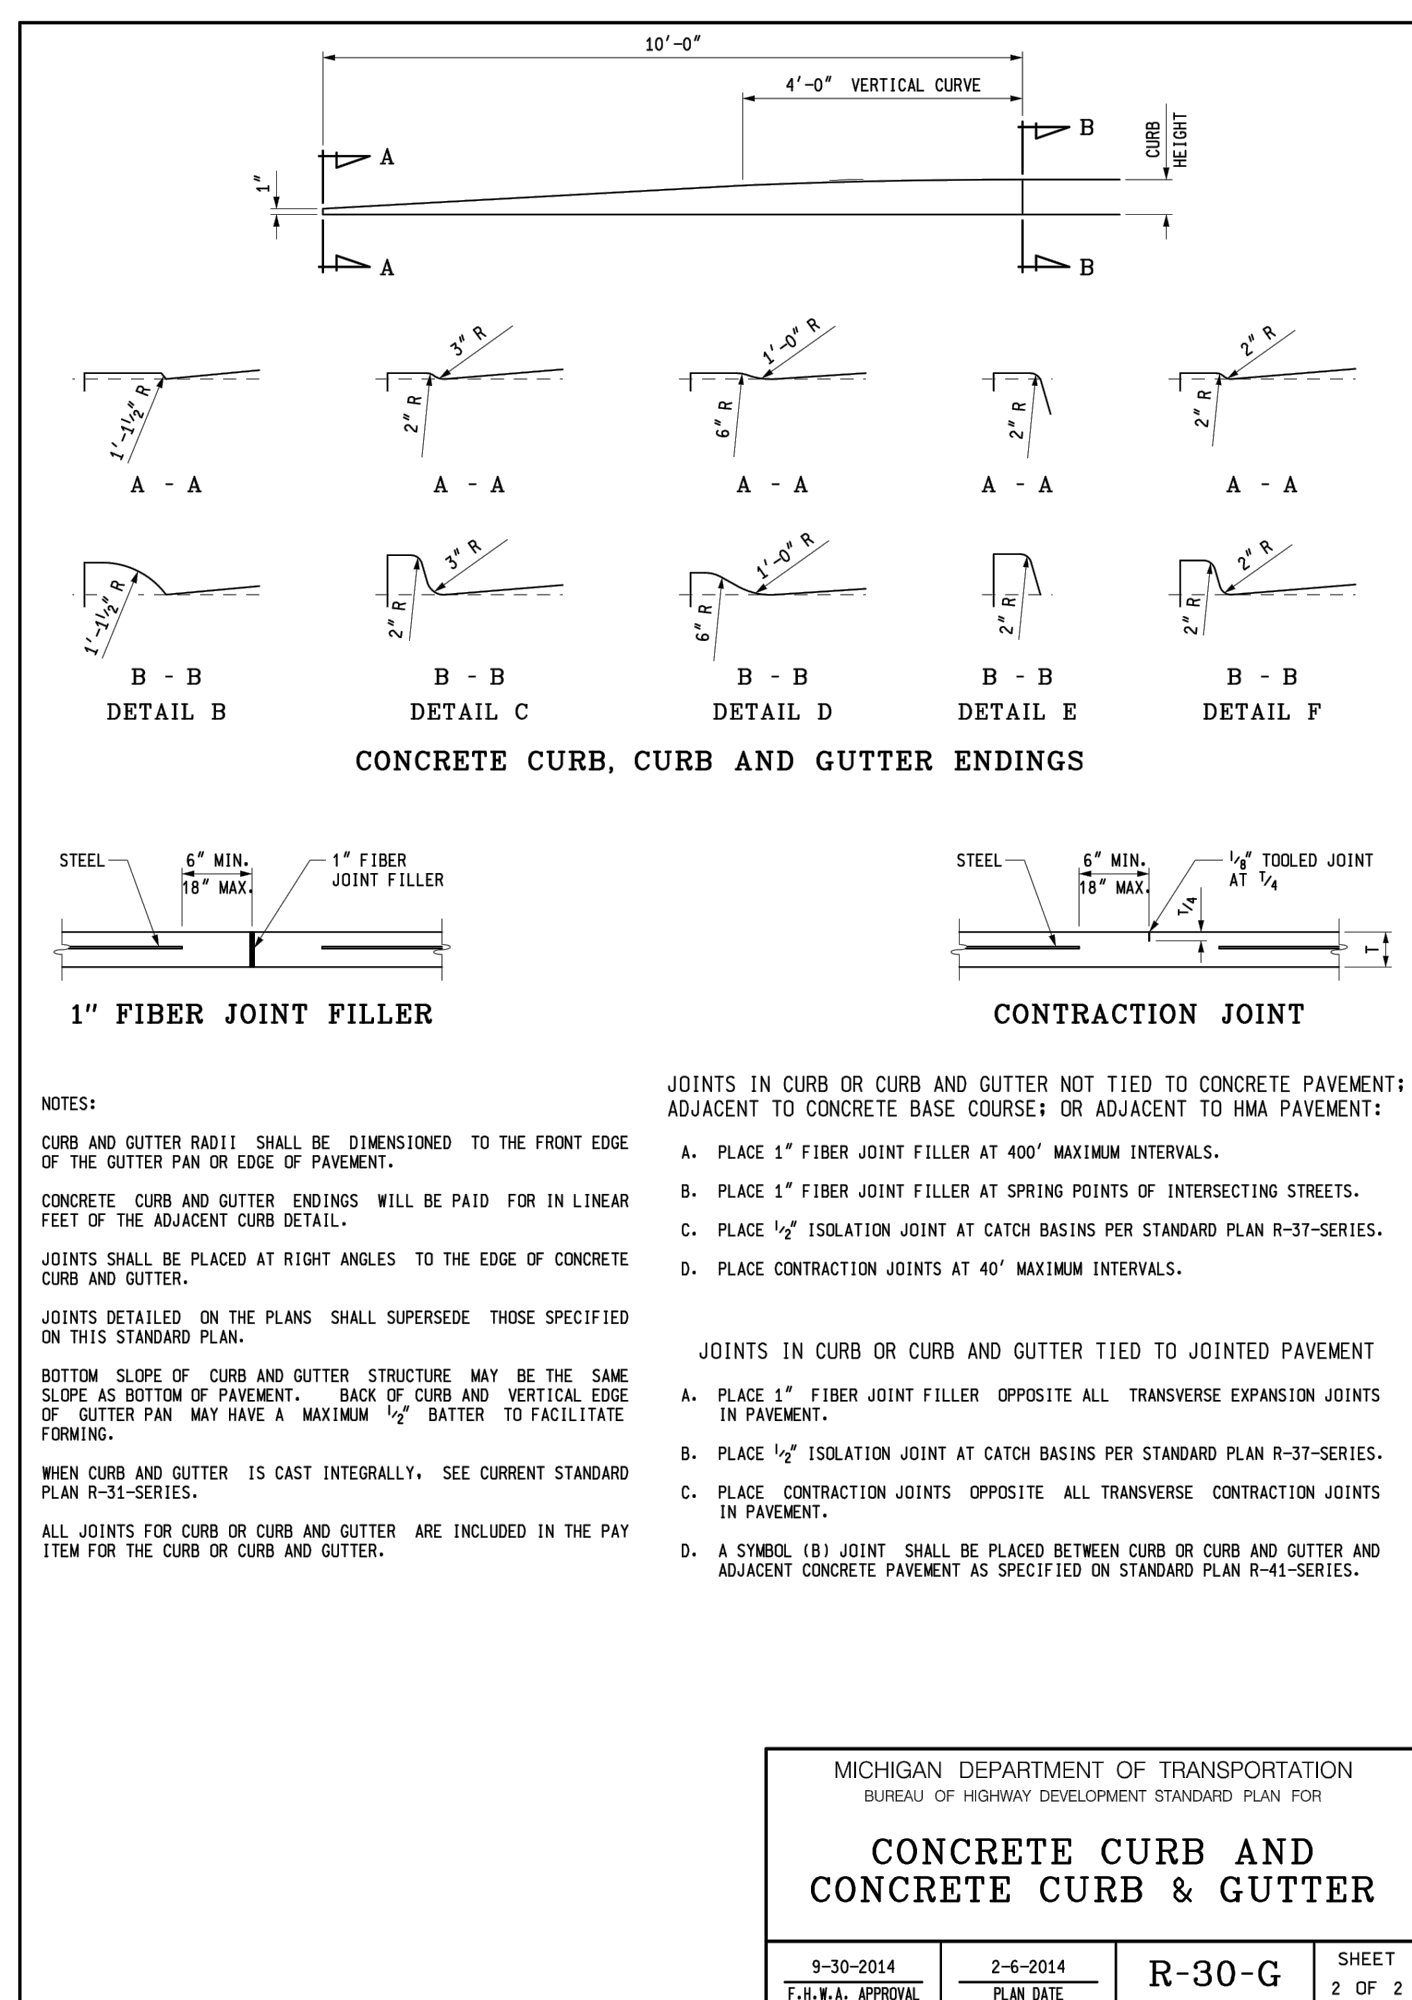 10'-0"
4'-0" VERTICAL CURVE
B
CURB
HEIGHT
A
1"
A
B
3" R
1'-0" R
2" R
1'-1½" R
2" R
6" R
2" R
2" R
A - A
A - A
A - A
A - A
A - A
3" R
1'-0" R
2" R
1'-1½" R
2" R
6" R
2" R
2" R
B - B
B - B
B - B
B - B
B - B
DETAIL B
DETAIL C
DETAIL D
DETAIL E
DETAIL F
CONCRETE CURB, CURB AND GUTTER ENDINGS
STEEL
6" MIN.
18" MAX.
1" FIBER
JOINT FILLER
1" FIBER JOINT FILLER
STEEL
6" MIN.
18" MAX.
⅛" TOOLED JOINT
AT T/4
T/4
T
CONTRACTION JOINT
NOTES:
CURB AND GUTTER RADII SHALL BE DIMENSIONED TO THE FRONT EDGE
OF THE GUTTER PAN OR EDGE OF PAVEMENT.
CONCRETE CURB AND GUTTER ENDINGS WILL BE PAID FOR IN LINEAR
FEET OF THE ADJACENT CURB DETAIL.
JOINTS SHALL BE PLACED AT RIGHT ANGLES TO THE EDGE OF CONCRETE
CURB AND GUTTER.
JOINTS DETAILED ON THE PLANS SHALL SUPERSEDE THOSE SPECIFIED
ON THIS STANDARD PLAN.
BOTTOM SLOPE OF CURB AND GUTTER STRUCTURE MAY BE THE SAME
SLOPE AS BOTTOM OF PAVEMENT. BACK OF CURB AND VERTICAL EDGE
OF GUTTER PAN MAY HAVE A MAXIMUM ½" BATTER TO FACILITATE
FORMING.
WHEN CURB AND GUTTER IS CAST INTEGRALLY, SEE CURRENT STANDARD
PLAN R-31-SERIES.
ALL JOINTS FOR CURB OR CURB AND GUTTER ARE INCLUDED IN THE PAY
ITEM FOR THE CURB OR CURB AND GUTTER.
JOINTS IN CURB OR CURB AND GUTTER NOT TIED TO CONCRETE PAVEMENT;
ADJACENT TO CONCRETE BASE COURSE; OR ADJACENT TO HMA PAVEMENT:
A. PLACE 1" FIBER JOINT FILLER AT 400' MAXIMUM INTERVALS.
B. PLACE 1" FIBER JOINT FILLER AT SPRING POINTS OF INTERSECTING STREETS.
C. PLACE ½" ISOLATION JOINT AT CATCH BASINS PER STANDARD PLAN R-37-SERIES.
D. PLACE CONTRACTION JOINTS AT 40' MAXIMUM INTERVALS.
JOINTS IN CURB OR CURB AND GUTTER TIED TO JOINTED PAVEMENT
A. PLACE 1" FIBER JOINT FILLER OPPOSITE ALL TRANSVERSE EXPANSION JOINTS
IN PAVEMENT.
B. PLACE ½" ISOLATION JOINT AT CATCH BASINS PER STANDARD PLAN R-37-SERIES.
C. PLACE CONTRACTION JOINTS OPPOSITE ALL TRANSVERSE CONTRACTION JOINTS
IN PAVEMENT.
D. A SYMBOL (B) JOINT SHALL BE PLACED BETWEEN CURB OR CURB AND GUTTER AND
ADJACENT CONCRETE PAVEMENT AS SPECIFIED ON STANDARD PLAN R-41-SERIES.
MICHIGAN DEPARTMENT OF TRANSPORTATION
BUREAU OF HIGHWAY DEVELOPMENT STANDARD PLAN FOR
CONCRETE CURB AND
CONCRETE CURB & GUTTER
9-30-2014
F.H.W.A. APPROVAL
2-6-2014
PLAN DATE
R-30-G
SHEET
2 OF 2